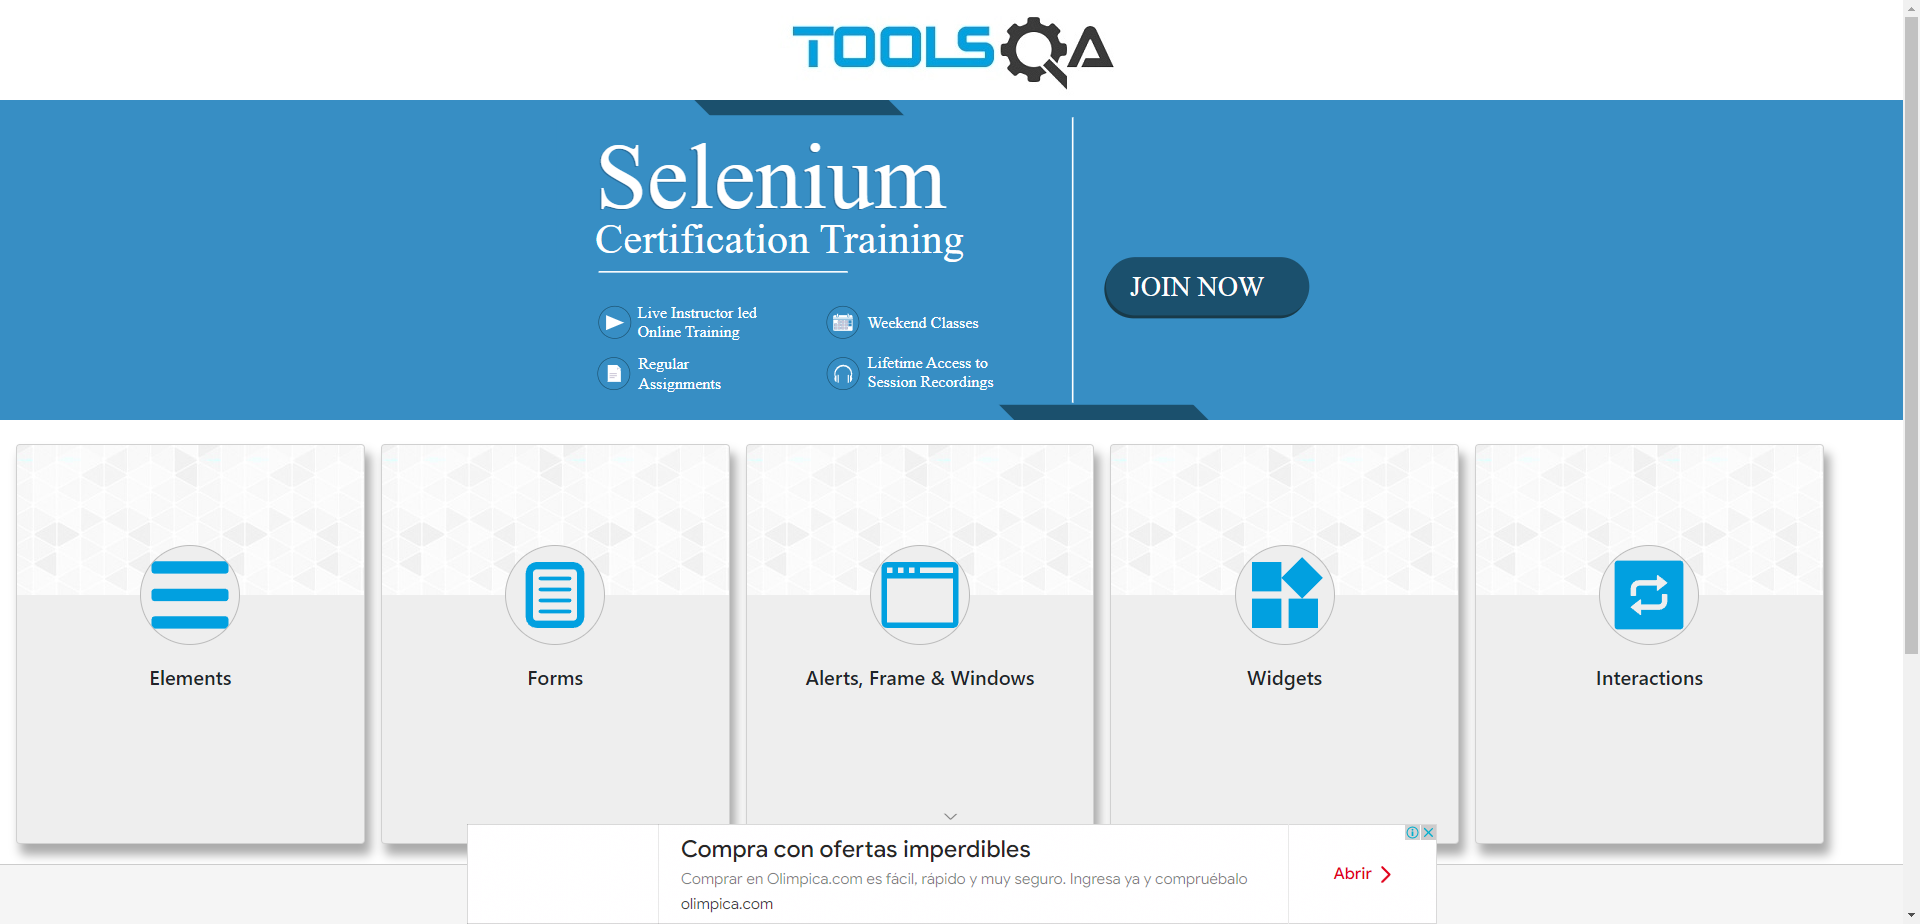 TOOLSQA
Selenium
Certification Training
JOIN NOW
Live Instructor led
Online Training
Weekend Classes
Regular
Assignments
Lifetime Access to
Session Recordings
Elements
Forms
Alerts, Frame & Windows
Widgets
Interactions
Compra con ofertas imperdibles
Comprar en Olimpica.com es fácil, rápido y muy seguro. Ingresa ya y compruébalo
olimpica.com
Abrir